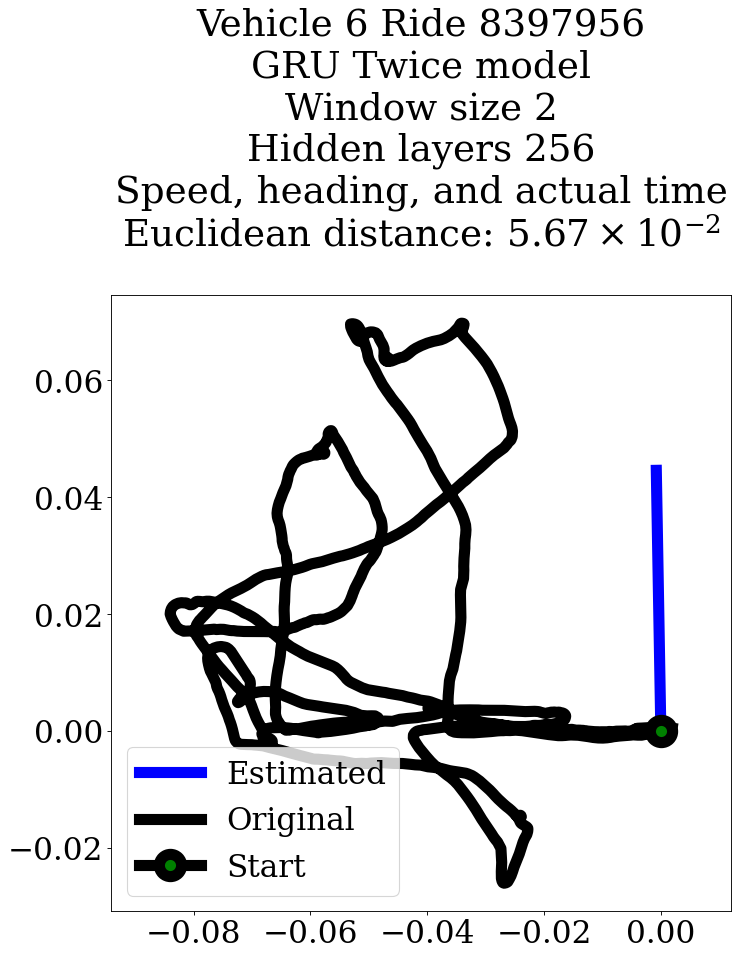 Vehicle 6 Ride 8397956
GRU Twice model
Window size 2
Hidden layers 256
Speed, heading, and actual time
Euclidean distance: 5.67 × 10⁻²
0.06
0.04
0.02
0.00
−0.02
Estimated
Original
Start
−0.08 −0.06 −0.04 −0.02 0.00